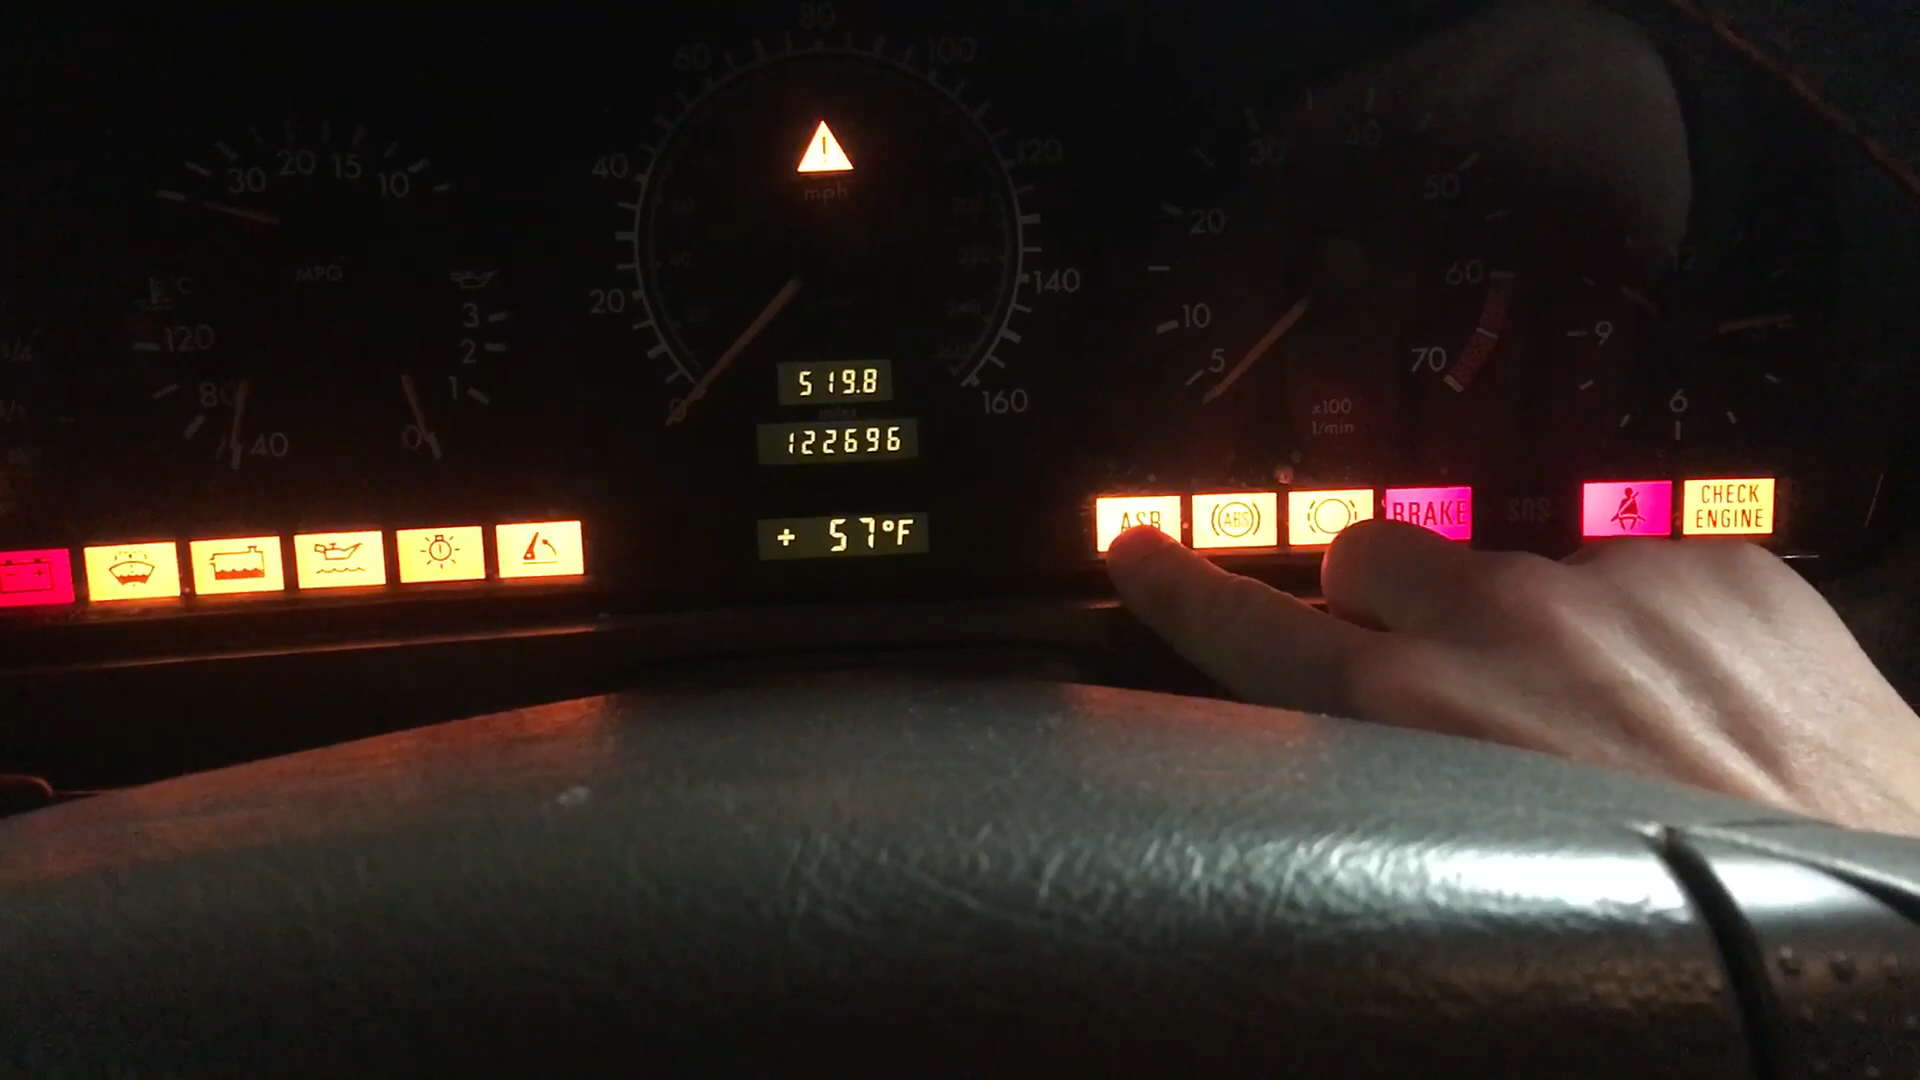 80
60 100
40 120
20 140
160
mph
519.8
miles
122696
+ 57°F
30 20 15 10
MPG
°C
120
80
40
3
2
1
0
5 10 20 30 40 50 60 70
x100
1/min
12
9
6
ASR
ABS
BRAKE
SRS
CHECK
ENGINE